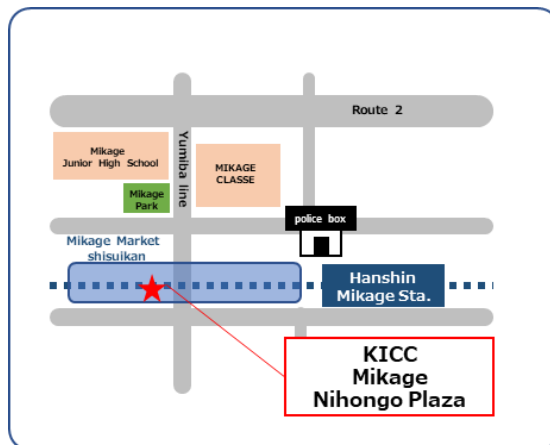 Route 2
Mikage
Junior High School
Yumiba line
MIKAGE
CLASSE
Mikage
Park
police box
Mikage Market
shisuikan
Hanshin
Mikage Sta.
KICC
Mikage
Nihongo Plaza